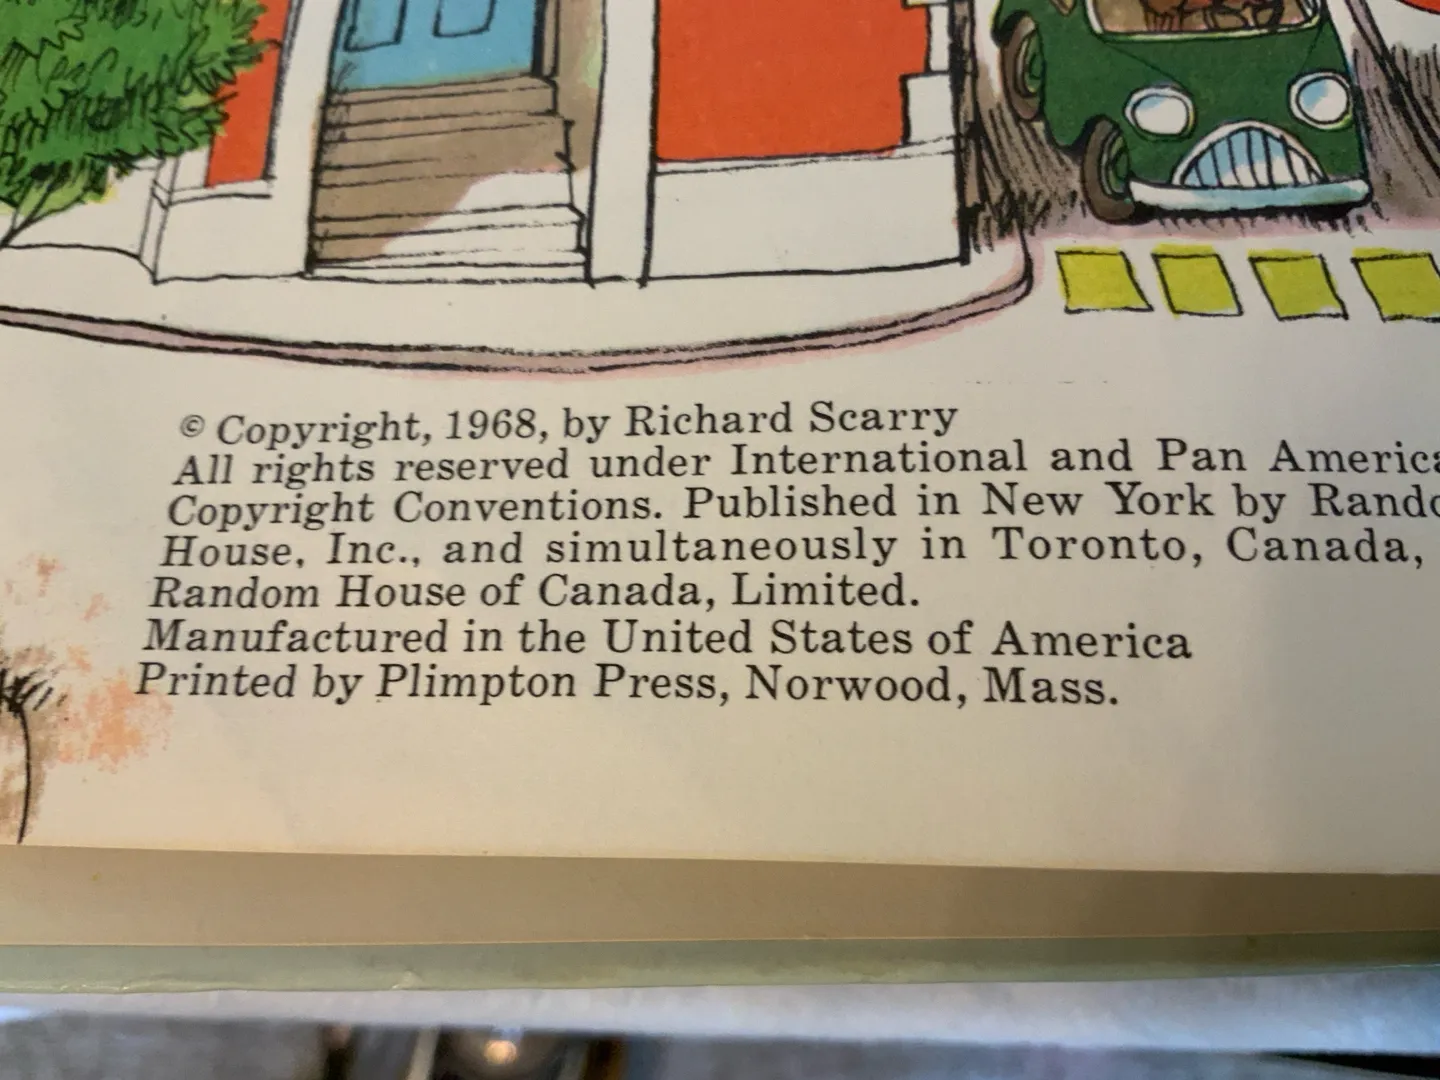 © Copyright, 1968, by Richard Scarry
All rights reserved under International and Pan America
Copyright Conventions. Published in New York by Rando
House, Inc., and simultaneously in Toronto, Canada,
Random House of Canada, Limited.
Manufactured in the United States of America
Printed by Plimpton Press, Norwood, Mass.